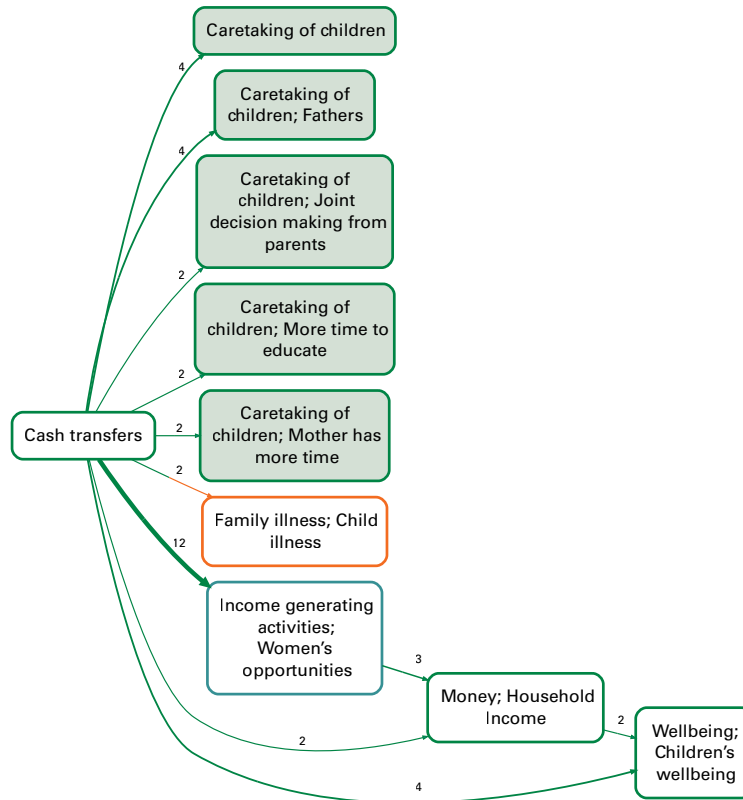 Caretaking of children
4
Caretaking of
children; Fathers
4
Caretaking of
children; Joint
decision making from
parents
2
Caretaking of
children; More time to
educate
2
Caretaking of
children; Mother has
more time
2
Cash transfers
2
Family illness; Child
illness
12
Income generating
activities;
Women's
opportunities
3
Money; Household
Income
2
2
Wellbeing;
Children's
wellbeing
4